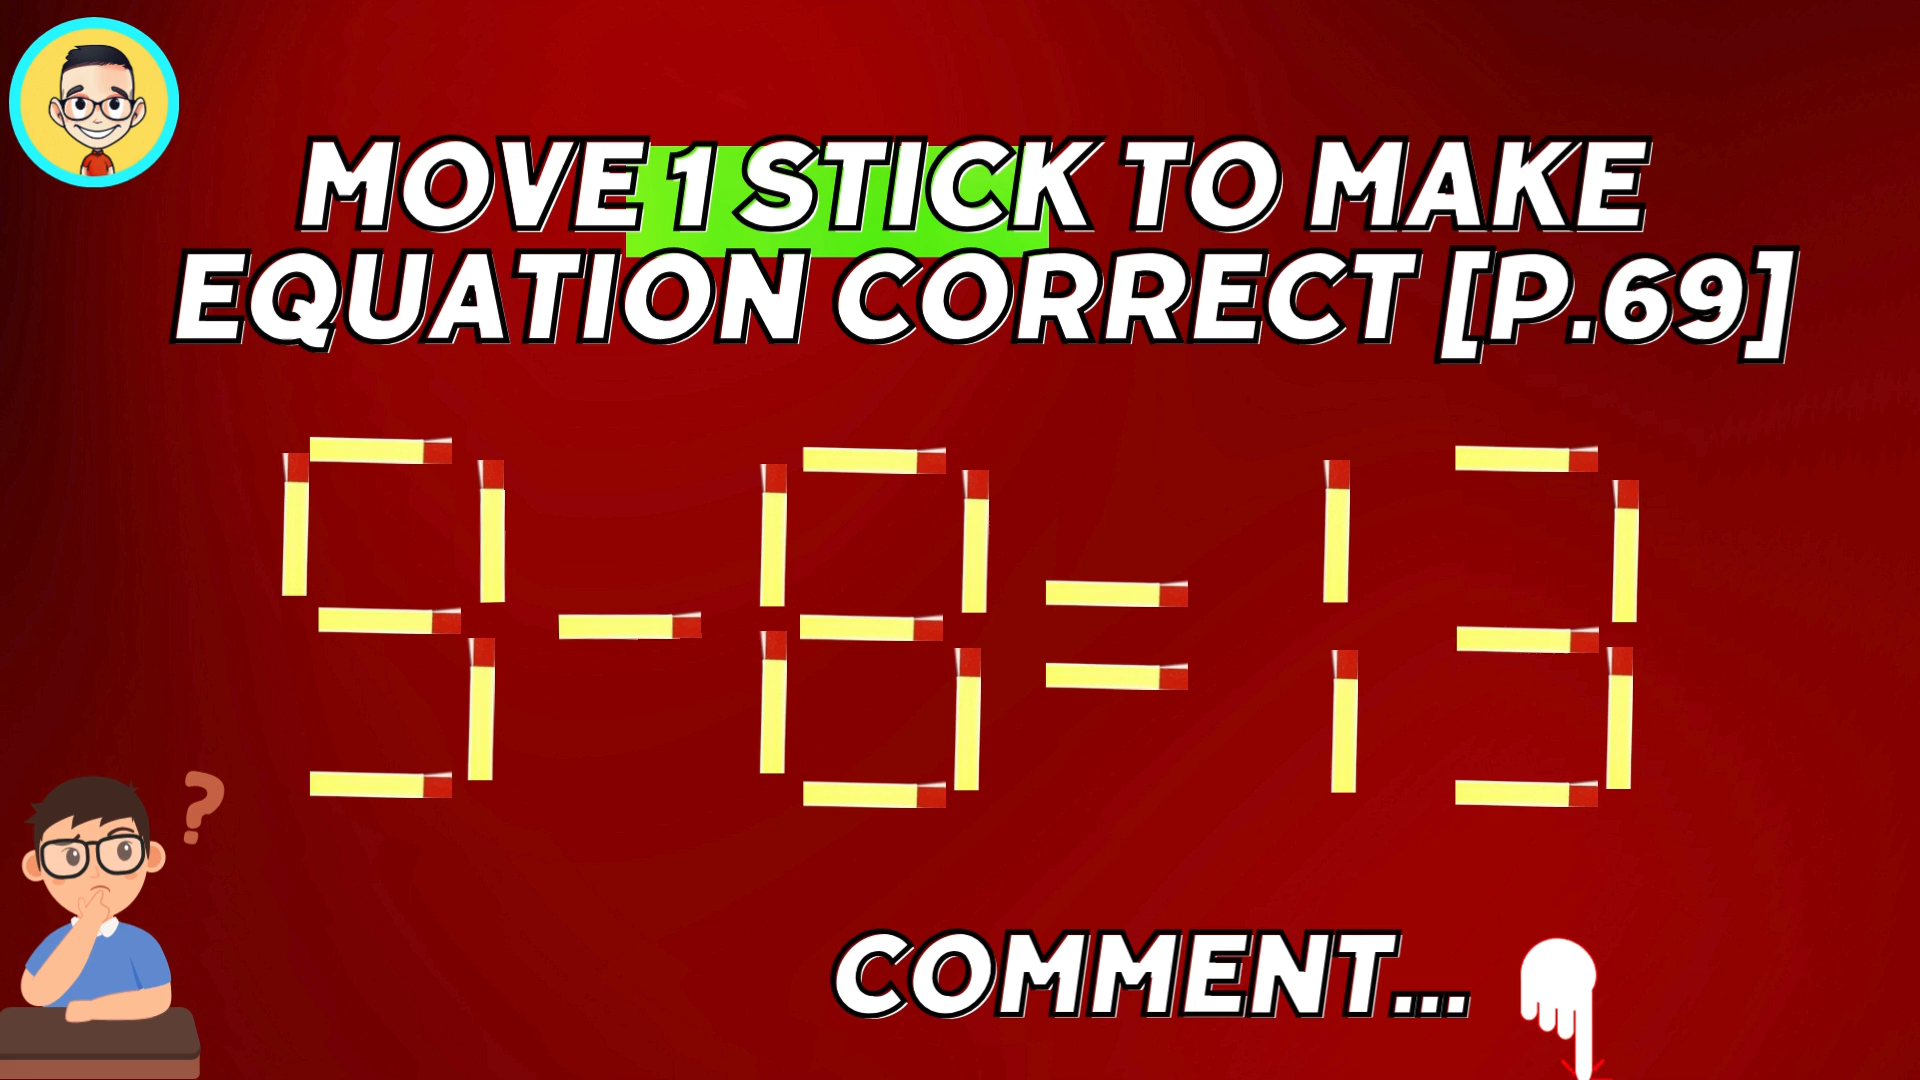 MOVE 1 STICK TO MAKE
EQUATION CORRECT [P.69]
9-8=13
?
COMMENT...